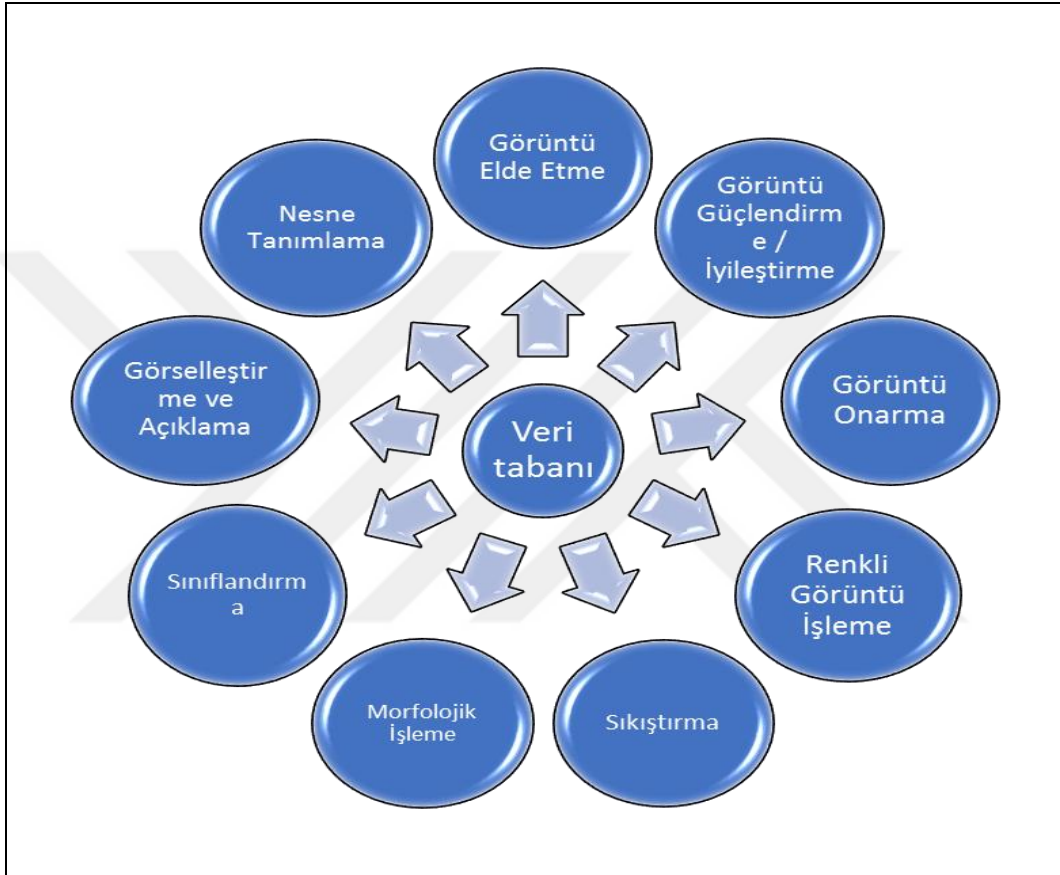 Görüntü
Elde Etme
Görüntü
Güçlendirm
e /
İyileştirme
Görüntü
Onarma
Renkli
Görüntü
İşleme
Sıkıştırma
Morfolojik
İşleme
Sınıflandırm
a
Görselleştir
me ve
Açıklama
Nesne
Tanımlama
Veri
tabanı